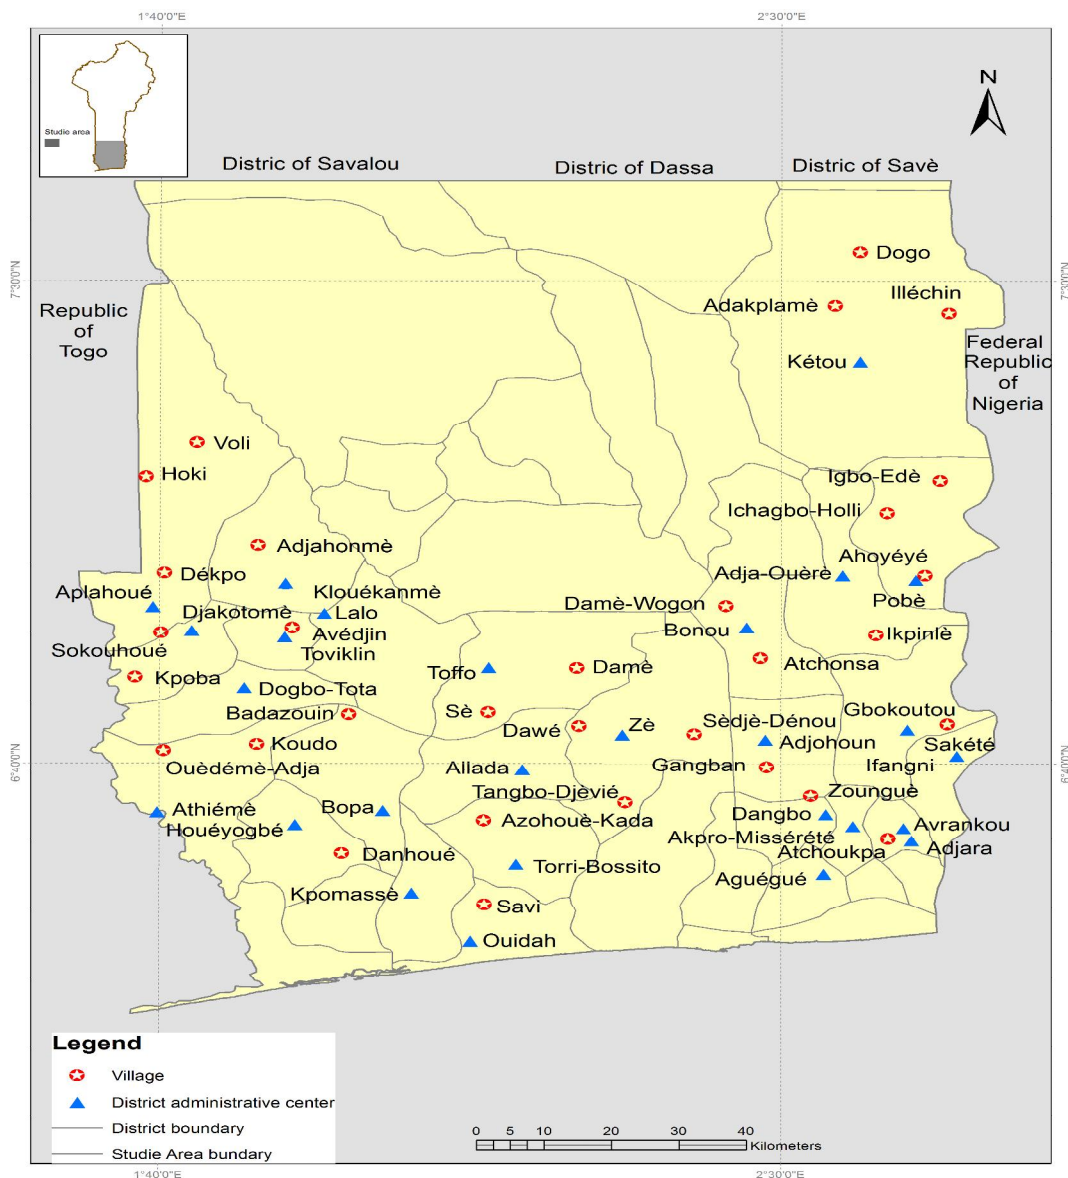 1°40'0"E
2°30'0"E
Studie area
N
Distric of Savalou
Distric of Dassa
Distric of Savè
Dogo
7°30'0"N
7°30'0"N
Illéchin
Adakplamè
Republic
of
Togo
Federal
Republic
of
Nigeria
Kétou
Voli
Hoki
Igbo-Edè
Ichagbo-Holli
Adjahonmè
Ahoyéyé
Dékpo
Adja-Ouèrè
Aplahoué
Klouékanmè
Pobè
Djakotomè
Lalo
Damè-Wogon
Avédjin
Bonou
Ikpinlè
Sokouhoué
Toviklin
Atchonsa
Kpoba
Toffo
Damè
Dogbo-Tota
Badazouin
Sè
Gbokoutou
Dawé
Zè
Sèdjè-Dénou
Koudo
Adjohoun
Sakété
Ouèdémè-Adja
Allada
Gangban
Ifangni
6°40'0"N
6°40'0"N
Tangbo-Djèvié
Zounguè
Athiémè
Bopa
Azohouè-Kada
Dangbo
Houéyogbé
Akpro-Missérété
Avrankou
Danhoué
Atchoukpa
Adjara
Torri-Bossito
Aguégué
Kpomassè
Savi
Ouidah
Legend
Village
District administrative center
District boundary
Studie Area bundary
0 5 10 20 30 40
Kilometers
1°40'0"E
2°30'0"E